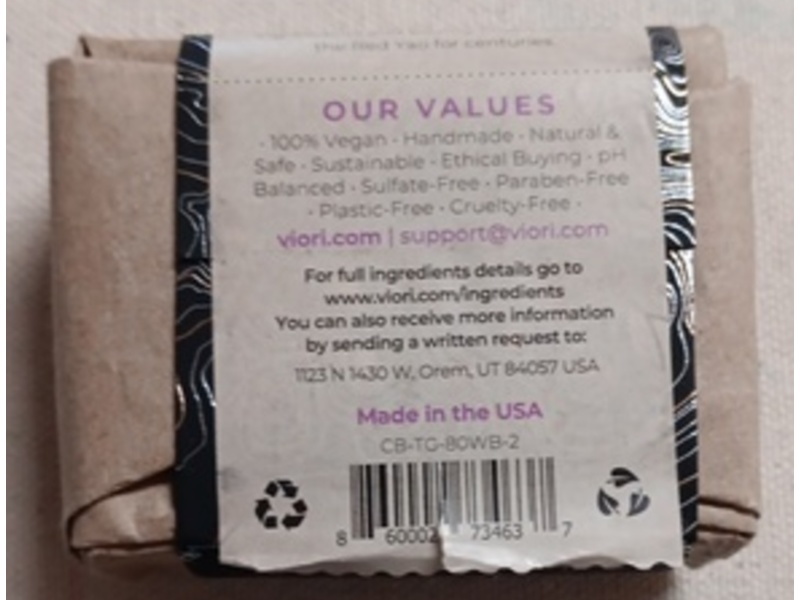 the Red Yao for centuries.
OUR VALUES
· 100% Vegan · Handmade · Natural &
Safe · Sustainable · Ethical Buying · pH
Balanced · Sulfate-Free · Paraben-Free
· Plastic-Free · Cruelty-Free ·
viori.com | support@viori.com
For full ingredients details go to
www.viori.com/ingredients
You can also receive more information
by sending a written request to:
1123 N 1430 W, Orem, UT 84057 USA
Made in the USA
CB-TG-80WB-2
8 60002 73463 7